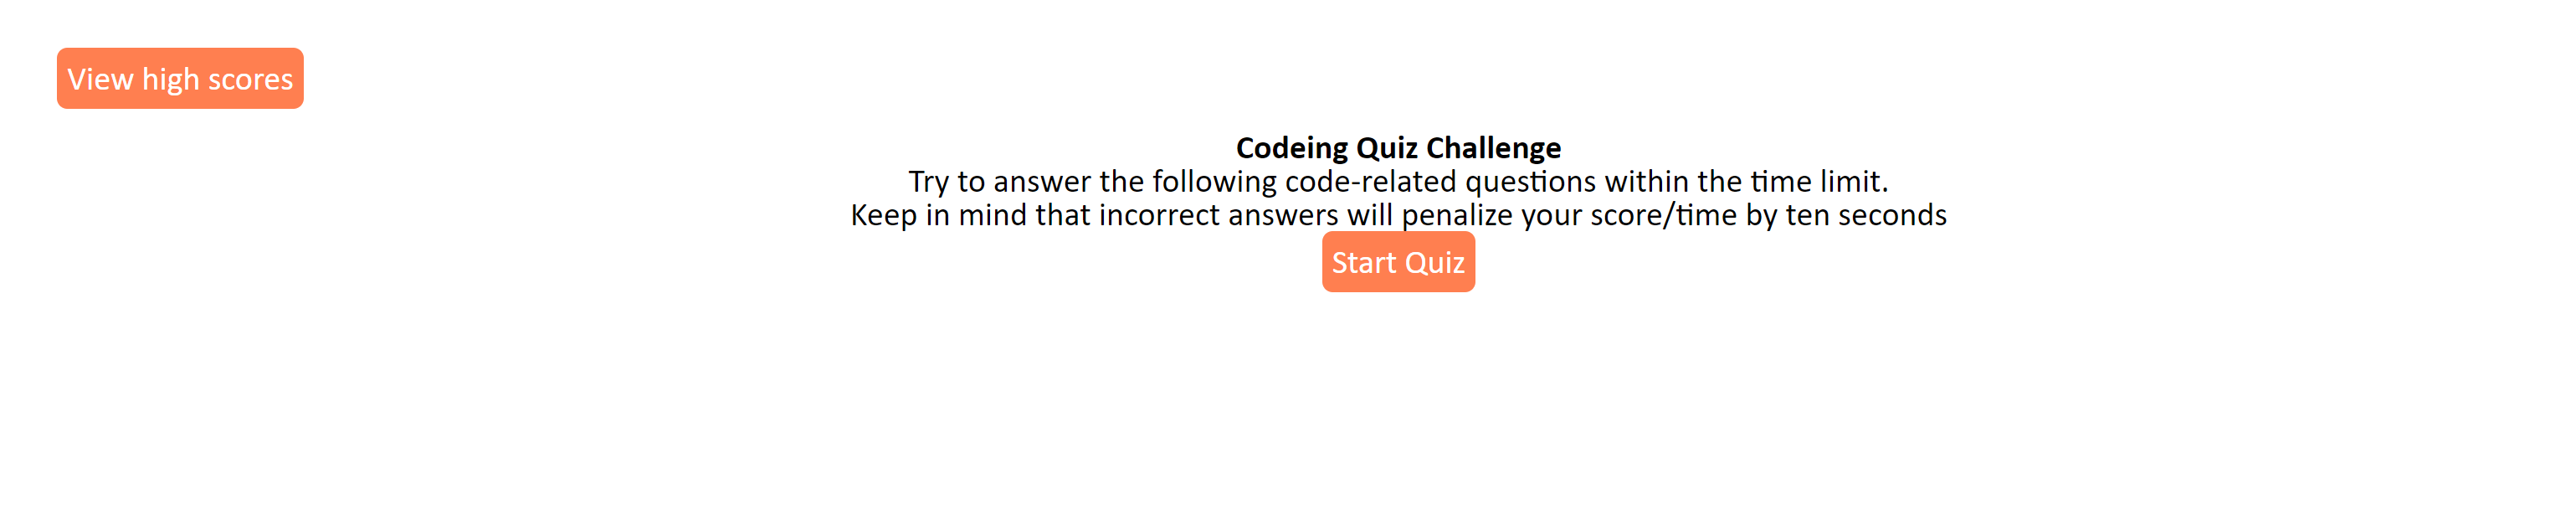 View high scores
Codeing Quiz Challenge
Try to answer the following code-related questions within the time limit.
Keep in mind that incorrect answers will penalize your score/time by ten seconds
Start Quiz